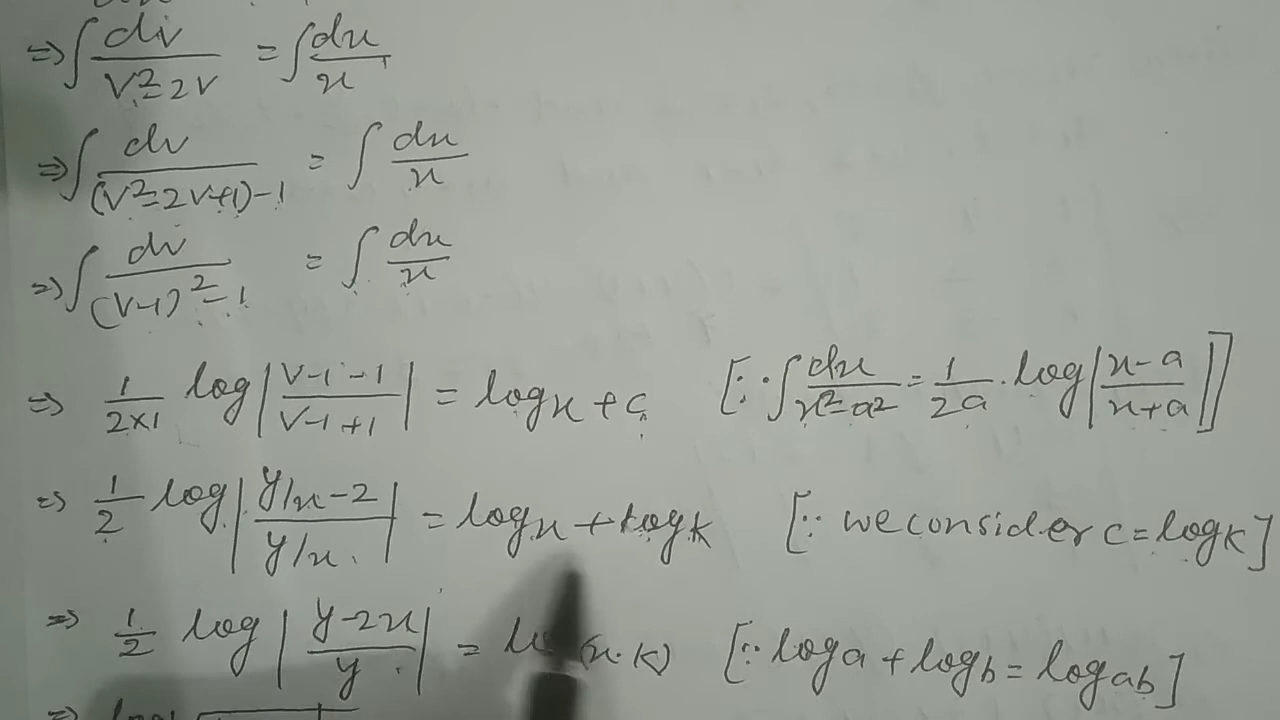 ⇒ ∫ dv/(v²-2v) = ∫ dx/x
⇒ ∫ dv/((v²-2v+1)-1) = ∫ dx/x
⇒ ∫ dv/((v-1)²-1) = ∫ dx/x
⇒ 1/(2×1) log|(v-1-1)/(v-1+1)| = log x + c [∵ ∫ dx/(x²-a²) = 1/(2a) . log|(x-a)/(x+a)|]
⇒ 1/2 log|(y/x-2)/(y/x)| = log x + log k [∵ we consider c = log k]
⇒ 1/2 log|(y-2x)/y| = (x.k) [∵ log a + log b = log ab]
⇒